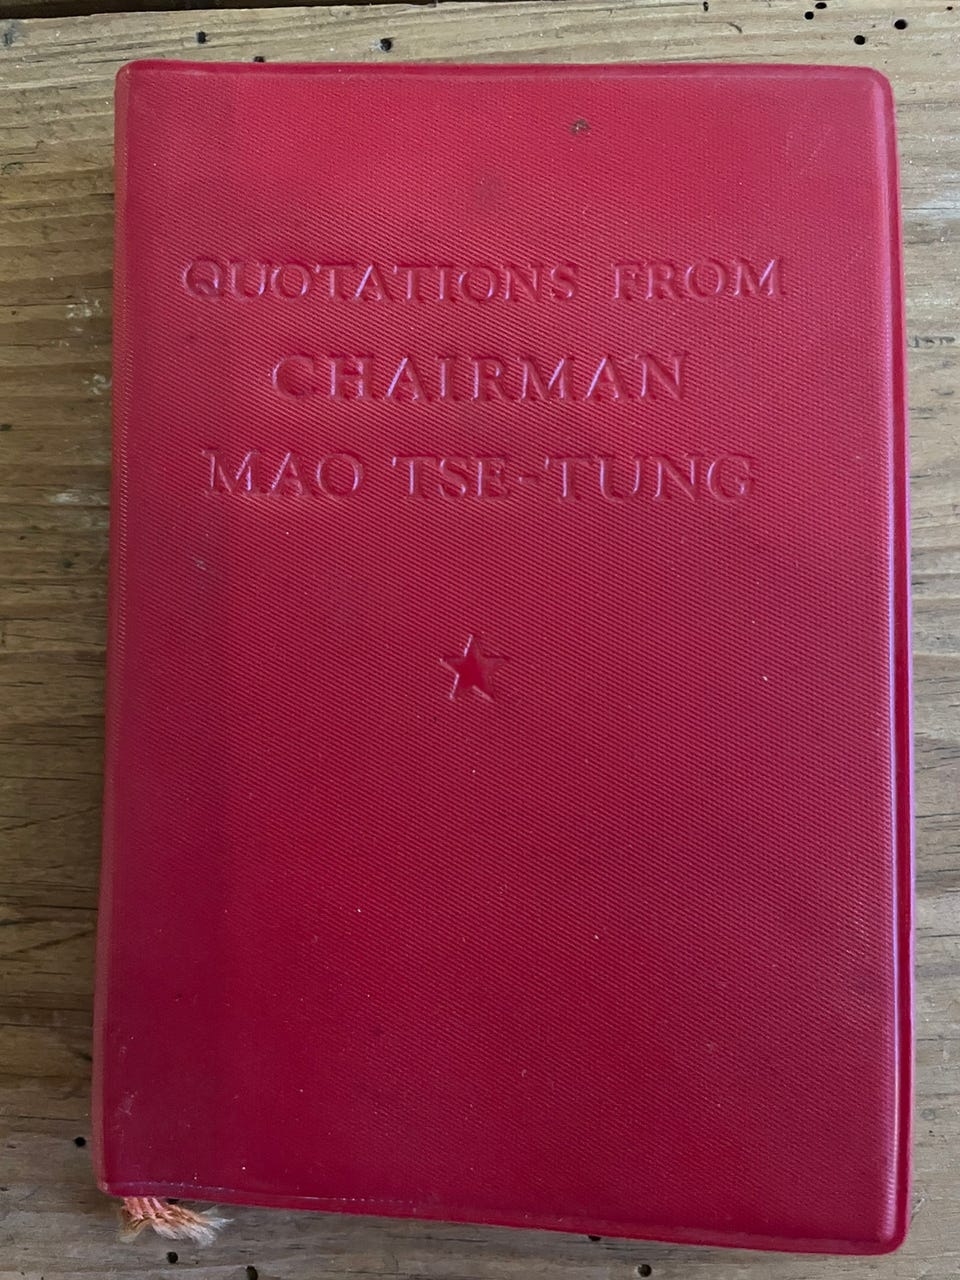 QUOTATIONS FROM
CHAIRMAN
MAO TSE-TUNG